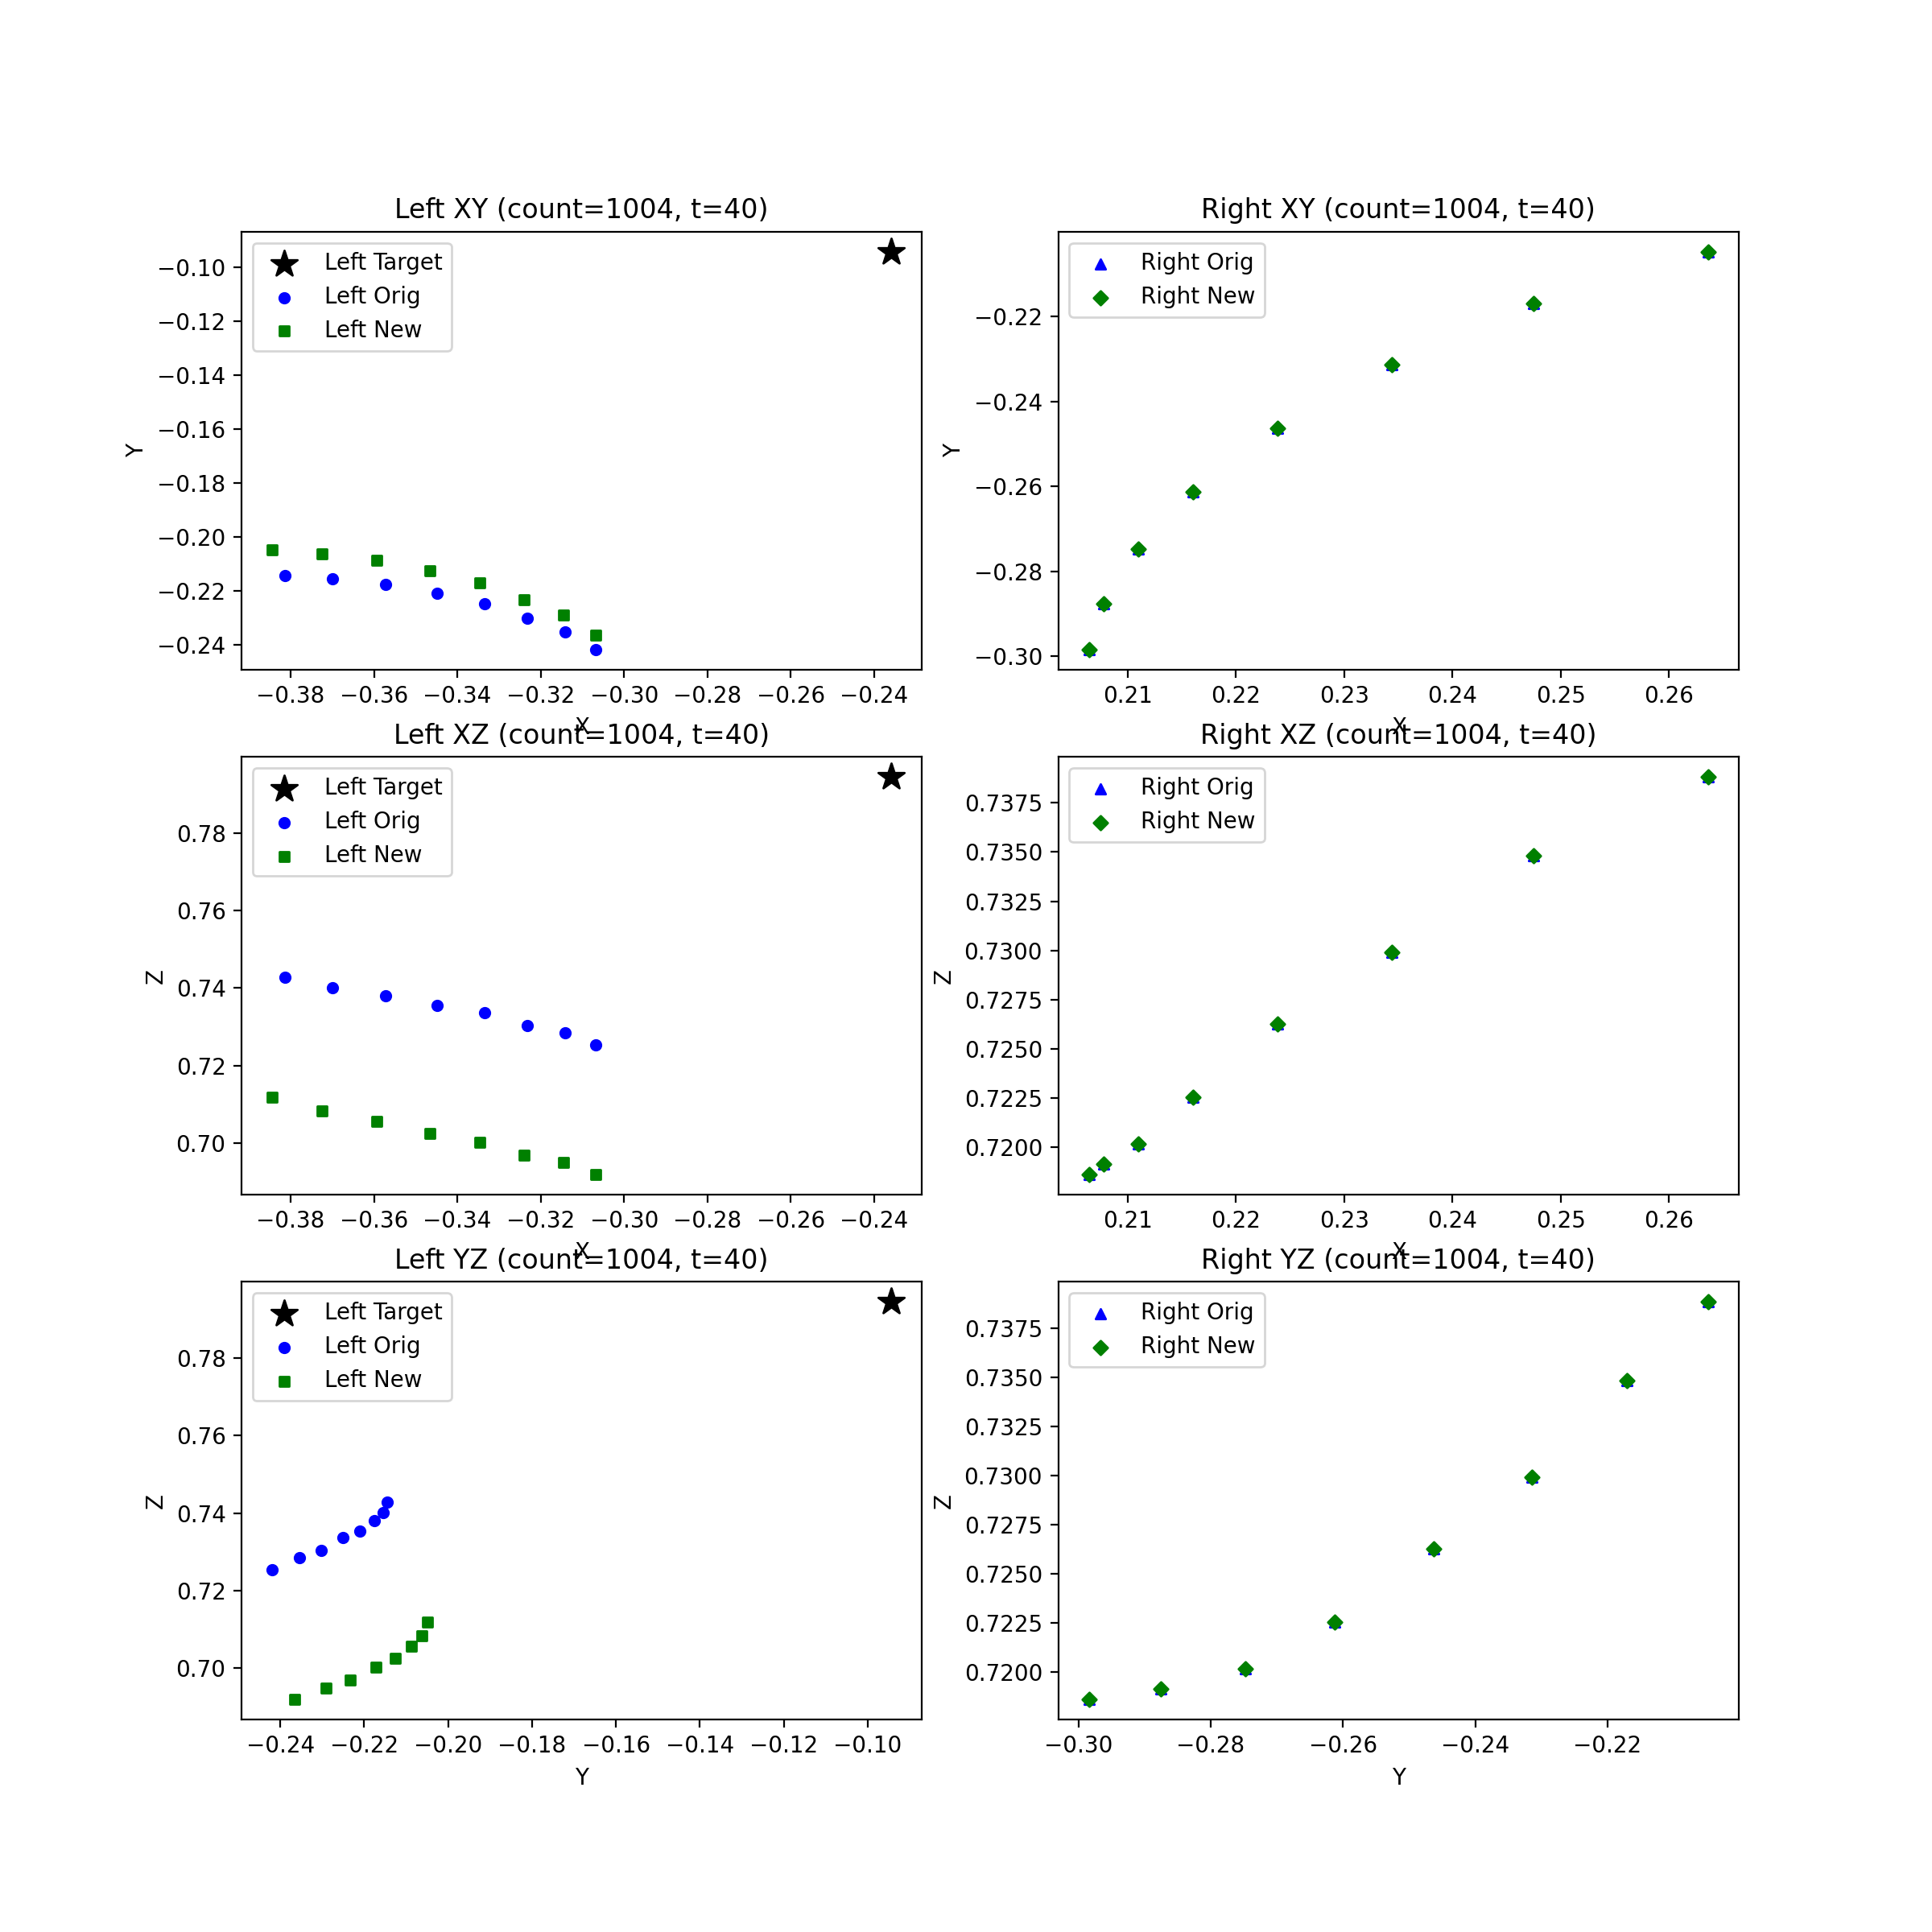 Left XY (count=1004, t=40)
Left Target
Left Orig
Left New
−0.10
−0.12
−0.14
−0.16
−0.18
−0.20
−0.22
−0.24
Y
−0.38 −0.36 −0.34 −0.32 −0.30 −0.28 −0.26 −0.24
X
Right XY (count=1004, t=40)
Right Orig
Right New
−0.22
−0.24
−0.26
−0.28
−0.30
Y
0.21 0.22 0.23 0.24 0.25 0.26
X
Left XZ (count=1004, t=40)
Left Target
Left Orig
Left New
0.78
0.76
0.74
0.72
0.70
Z
−0.38 −0.36 −0.34 −0.32 −0.30 −0.28 −0.26 −0.24
X
Right XZ (count=1004, t=40)
Right Orig
Right New
0.7375
0.7350
0.7325
0.7300
0.7275
0.7250
0.7225
0.7200
Z
0.21 0.22 0.23 0.24 0.25 0.26
X
Left YZ (count=1004, t=40)
Left Target
Left Orig
Left New
0.78
0.76
0.74
0.72
0.70
Z
−0.24 −0.22 −0.20 −0.18 −0.16 −0.14 −0.12 −0.10
Y
Right YZ (count=1004, t=40)
Right Orig
Right New
0.7375
0.7350
0.7325
0.7300
0.7275
0.7250
0.7225
0.7200
Z
−0.30 −0.28 −0.26 −0.24 −0.22
Y